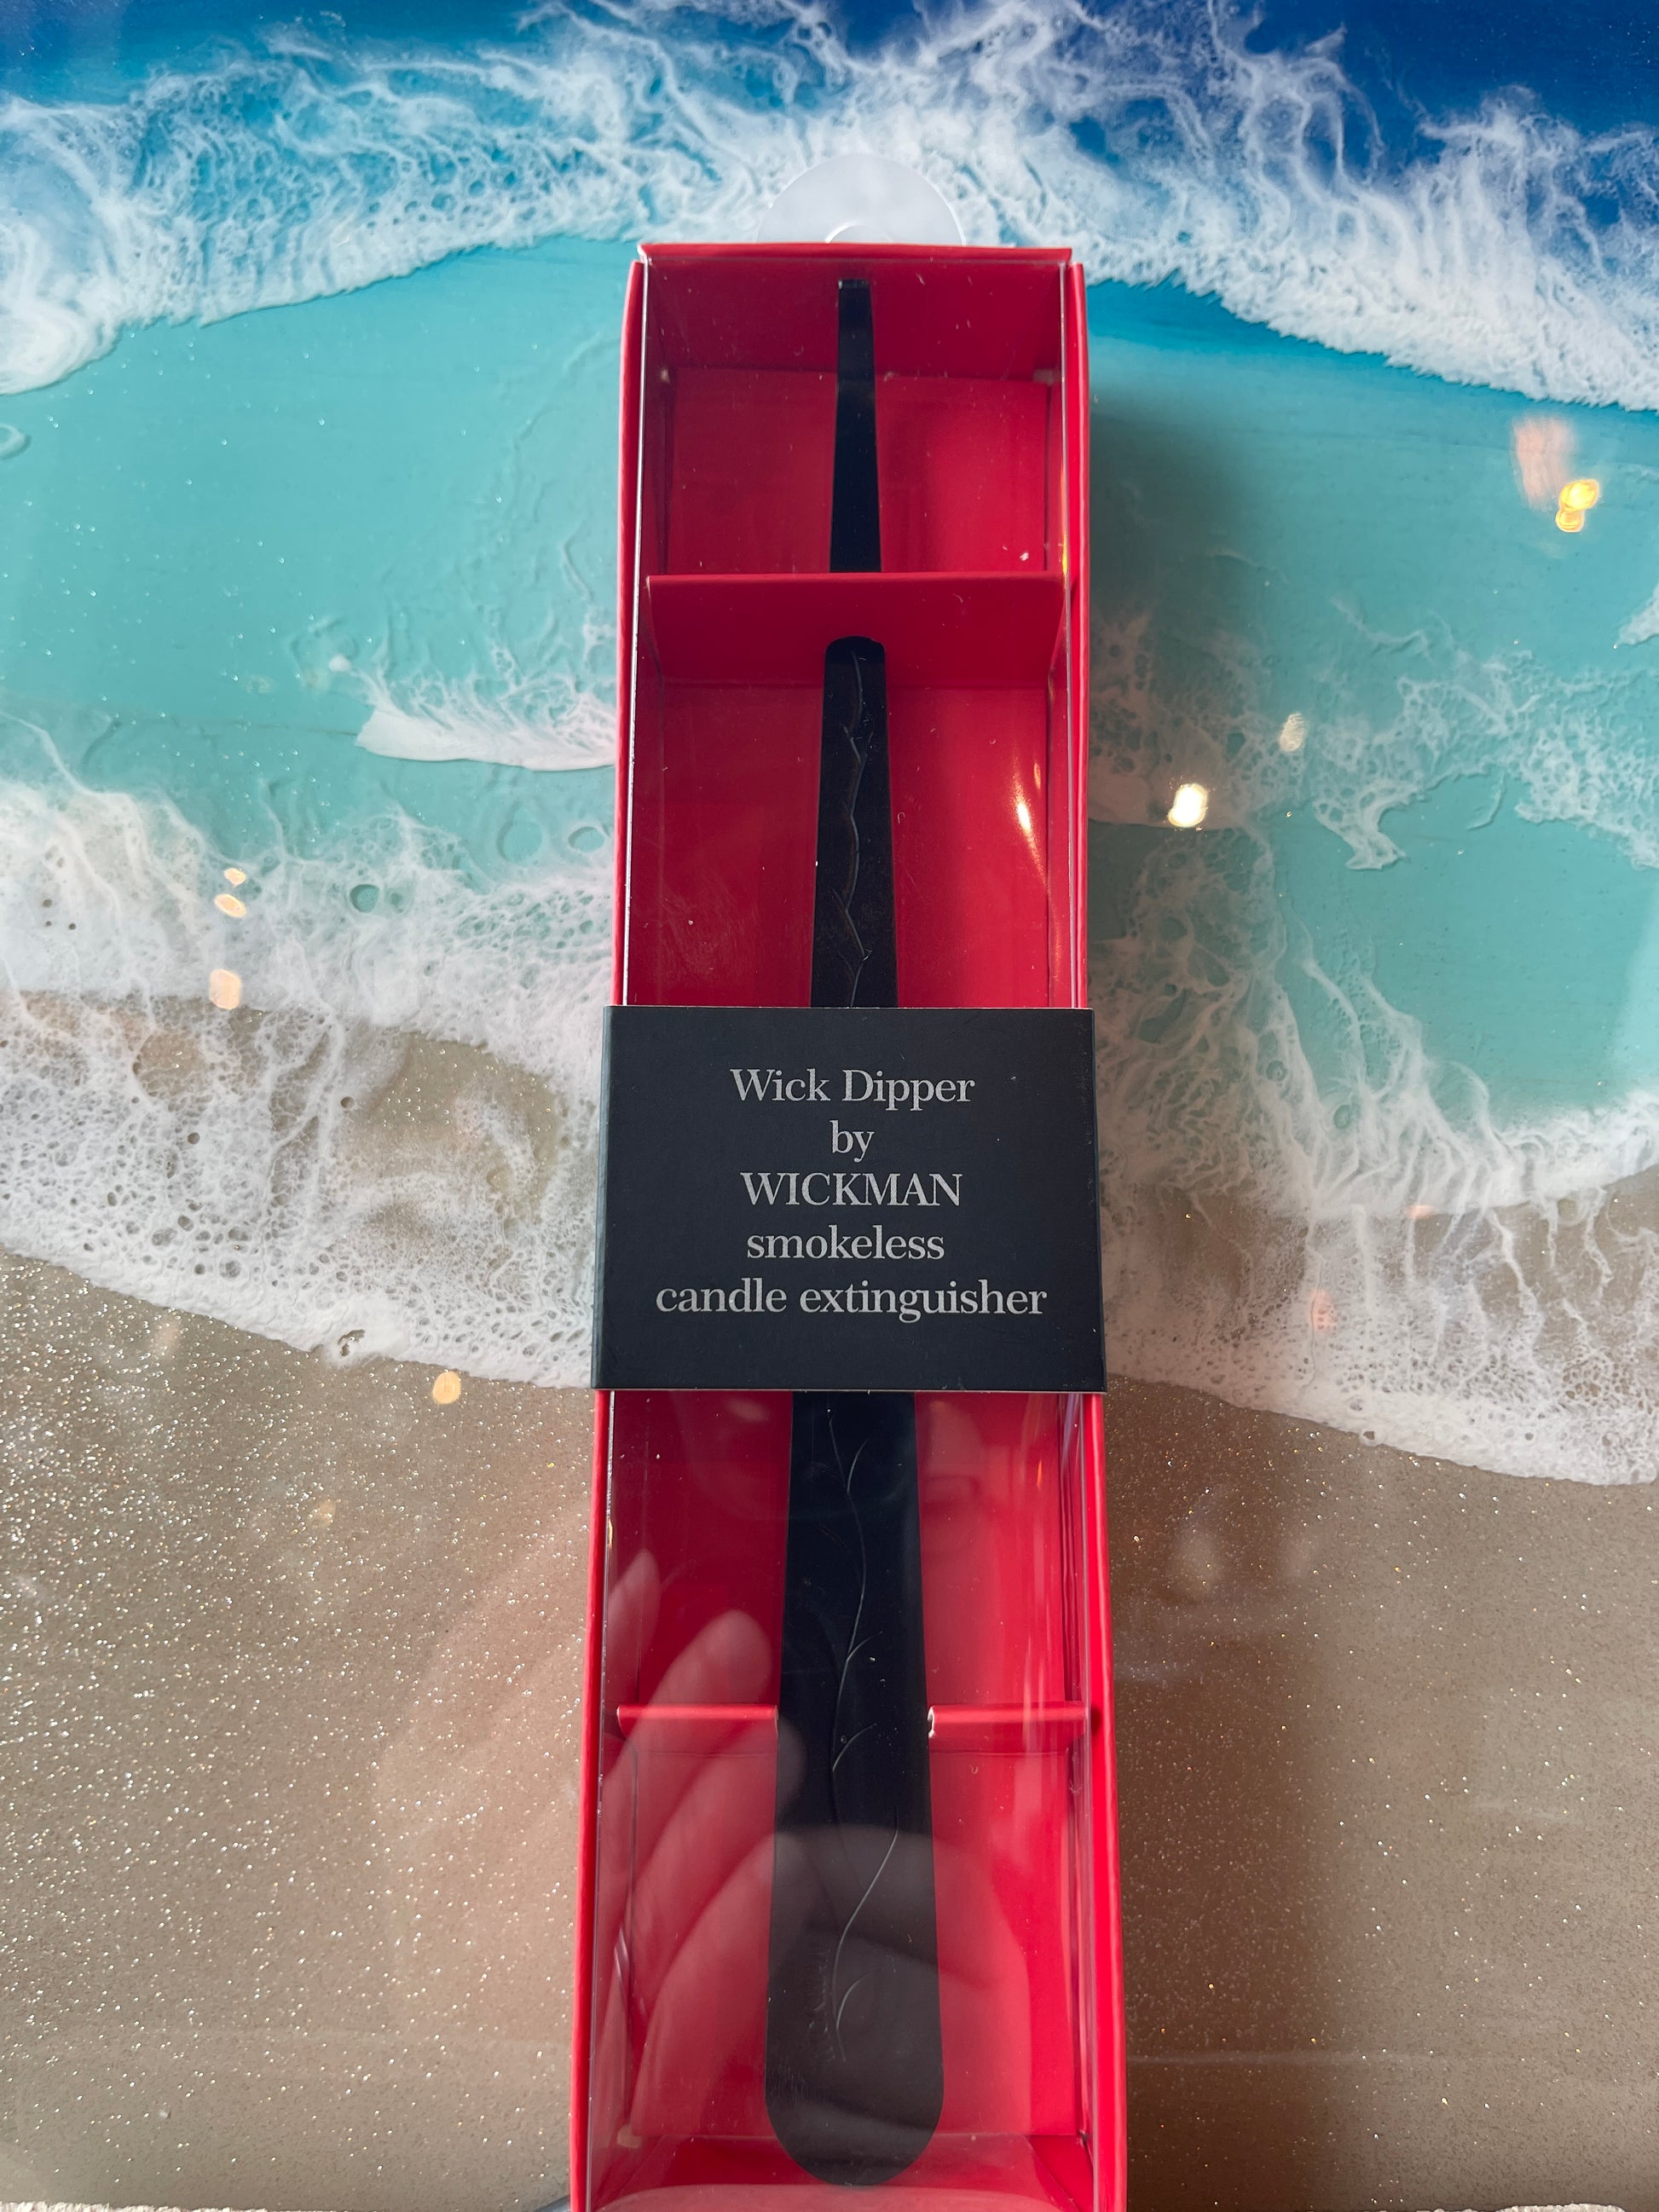 Wick Dipper
by
WICKMAN
smokeless
candle extinguisher